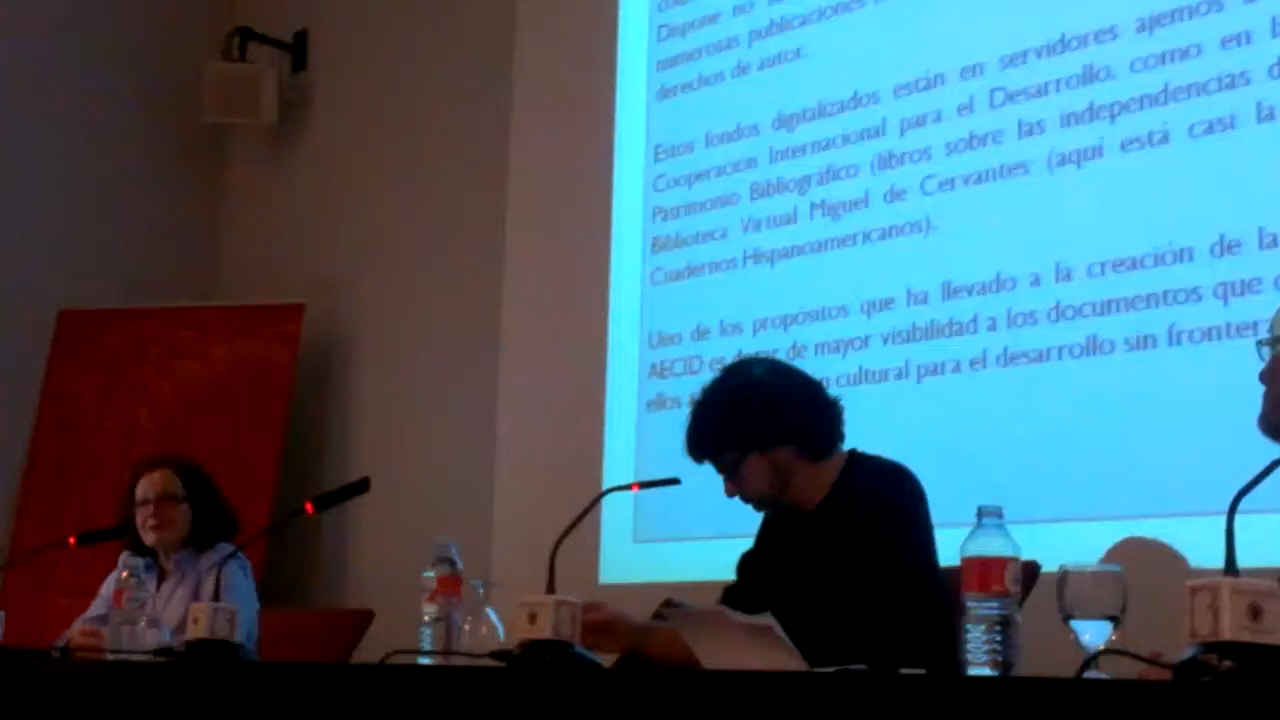 Dispone no
numerosas publicaciones
derechos de autor.
Estos fondos digitalizados están en servidores ajemos
Cooperación Internacional para el Desarrollo, como en
Patrimonio Bibliográfico (libros sobre las independencias
Biblioteca Virtual Miguel de Cervantes (aquí está casi la
Cuadernos Hispanoamericanos).
Uno de los propósitos que ha llevado a la creación de la
AECID es de mayor visibilidad a los documentos que
ellos cultural para el desarrollo sin